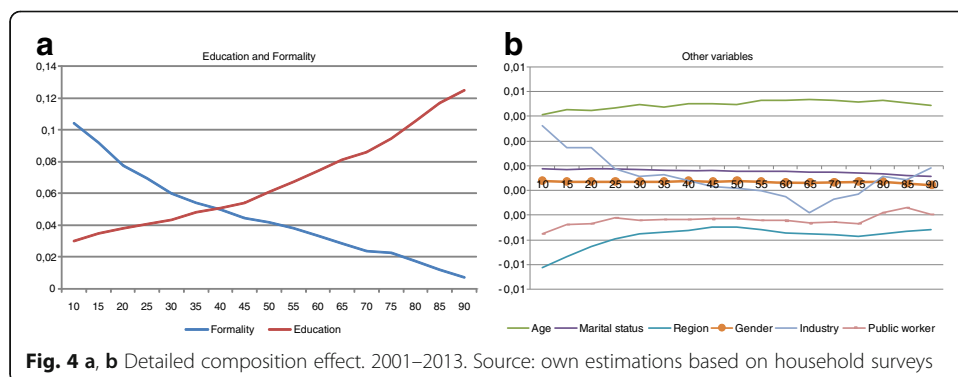 a
Education and Formality
0,14
0,12
0,1
0,08
0,06
0,04
0,02
0
10 15 20 25 30 35 40 45 50 55 60 65 70 75 80 85 90
Formality Education
b
Other variables
0,01
0,01
0,00
0,00
0,00
0,00
0,00
-0,01
-0,01
-0,01
10 15 20 25 30 35 40 45 50 55 60 65 70 75 80 85 90
Age Marital status Region Gender Industry Public worker
Fig. 4 a, b Detailed composition effect. 2001–2013. Source: own estimations based on household surveys